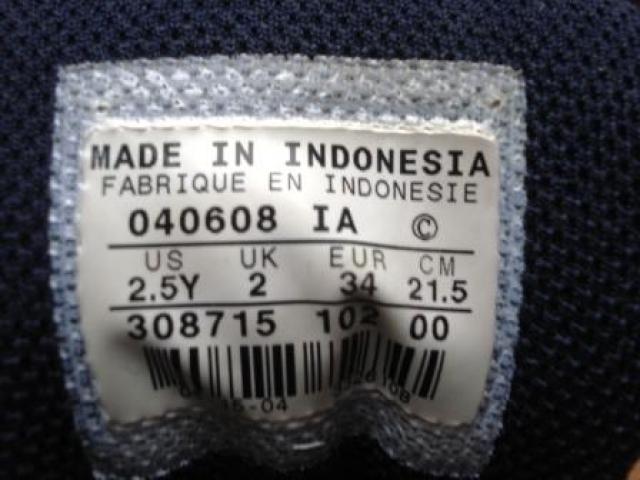 MADE IN INDONESIA
FABRIQUE EN INDONESIE
040608 IA ©
US UK EUR CM
2.5Y 2 34 21.5
308715 102 00